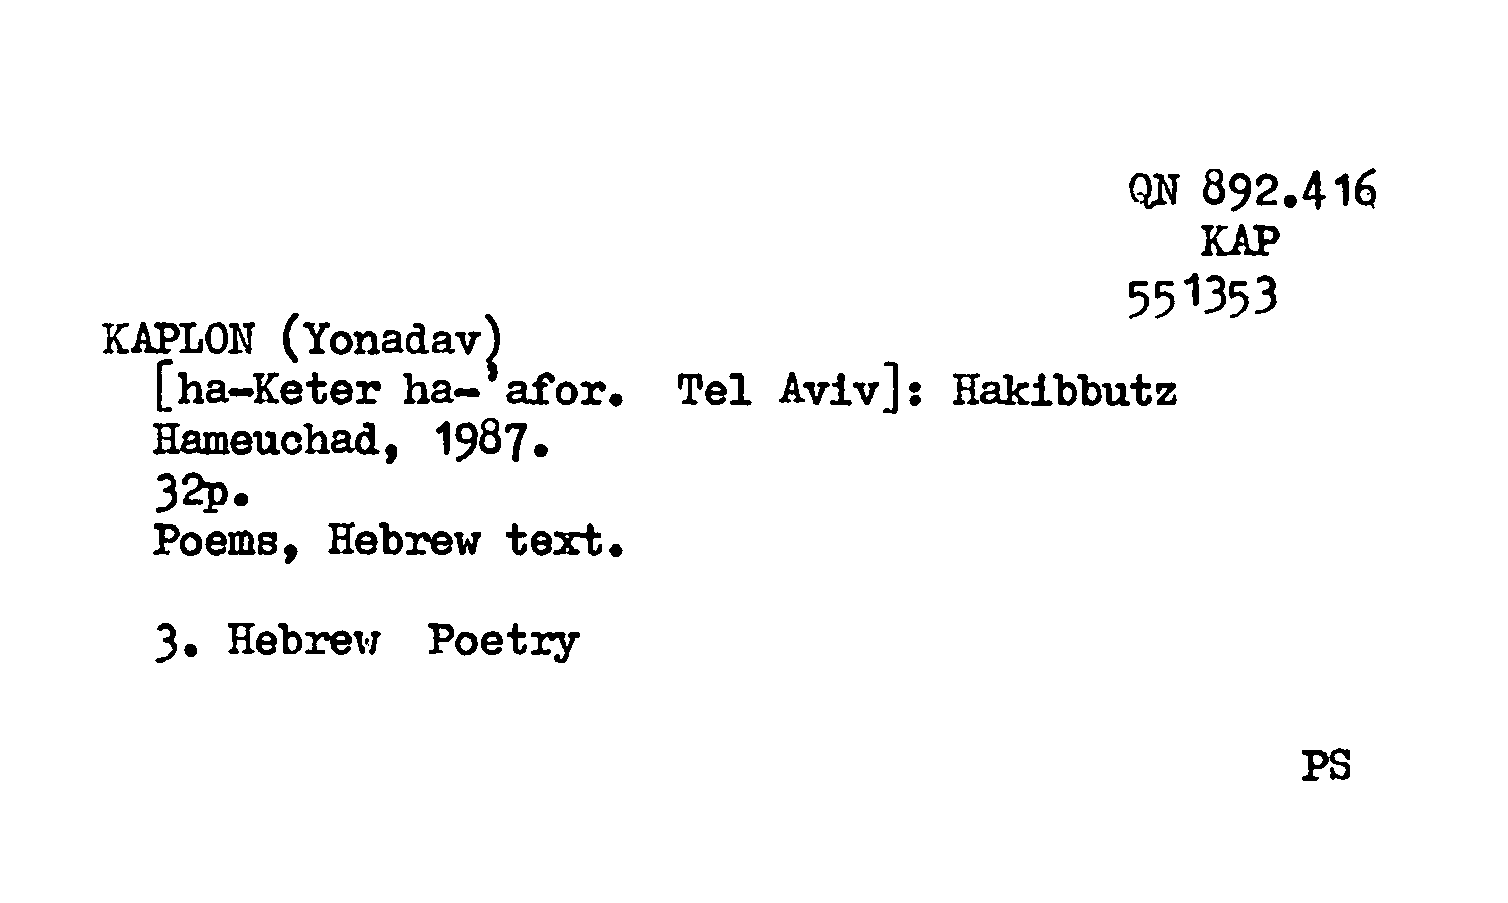 QN 892.416
KAP
551353
KAPLON (Yonadav)
[ha-Keter ha-'afor. Tel Aviv]: Hakibbutz
Hameuchad, 1987.
32p.
Poems, Hebrew text.
3. Hebrew Poetry
PS